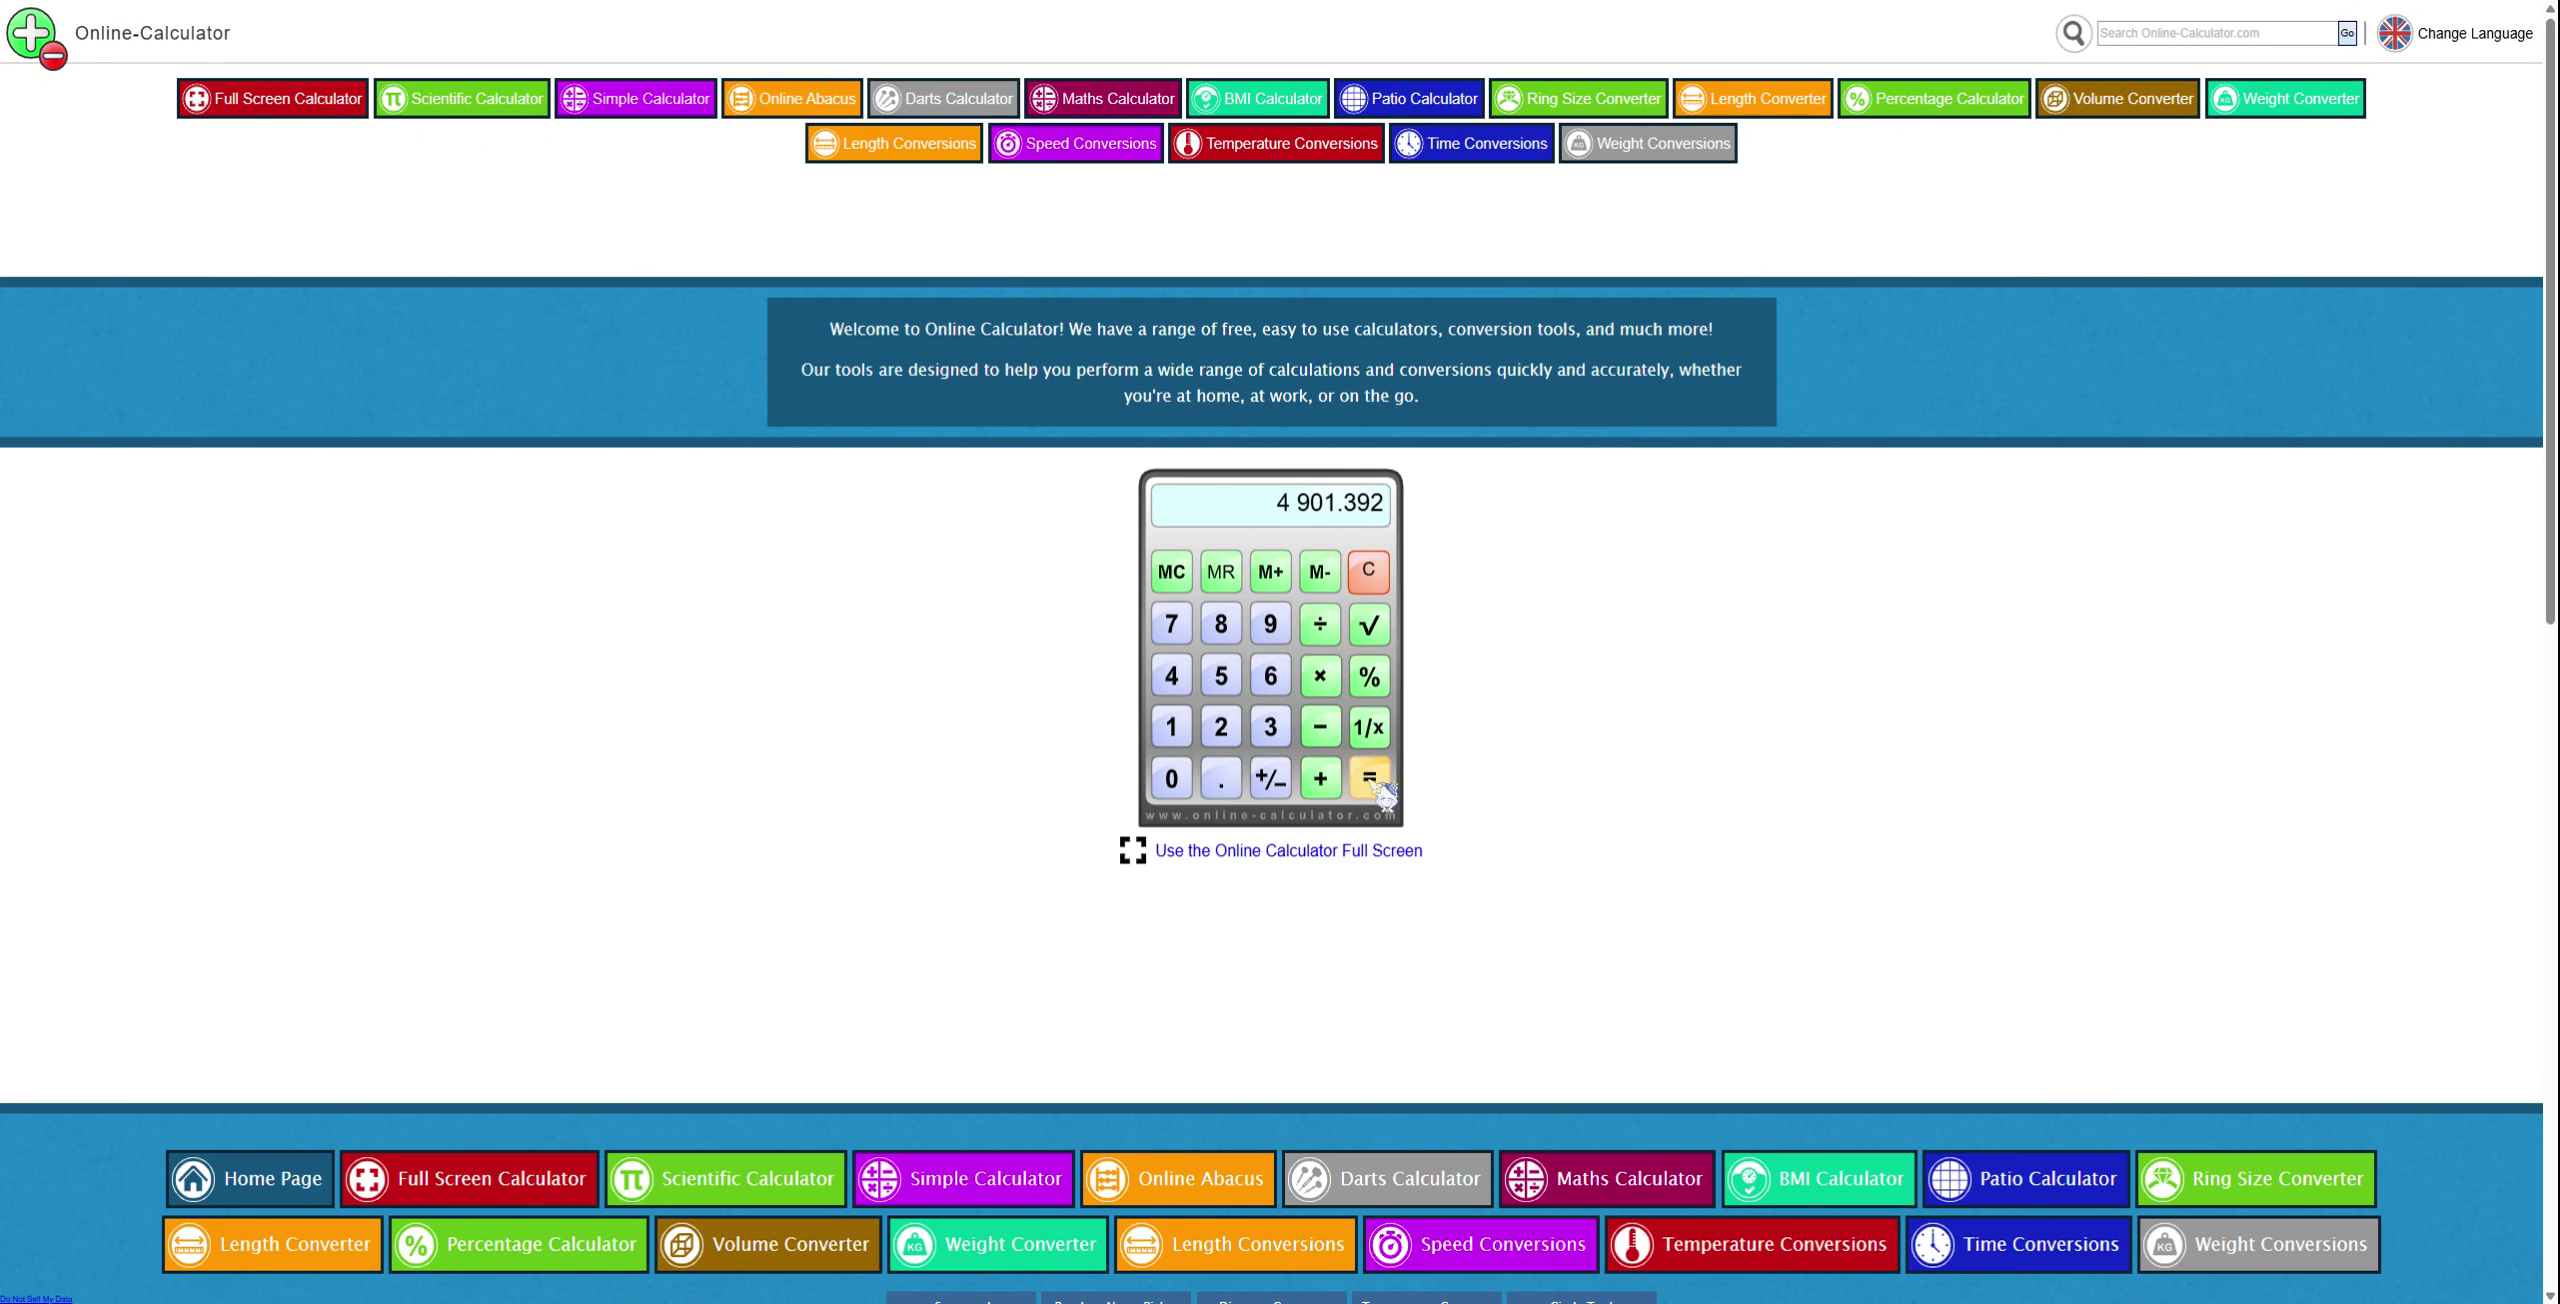 Online-Calculator
Search Online-Calculator.com Go | Change Language
Full Screen Calculator Scientific Calculator Simple Calculator Online Abacus Darts Calculator Maths Calculator BMI Calculator Patio Calculator Ring Size Converter Length Converter Percentage Calculator Volume Converter Weight Converter
Length Conversions Speed Conversions Temperature Conversions Time Conversions Weight Conversions
Welcome to Online Calculator! We have a range of free, easy to use calculators, conversion tools, and much more!
Our tools are designed to help you perform a wide range of calculations and conversions quickly and accurately, whether
you're at home, at work, or on the go.
4 901.392
MC MR M+ M- C
7 8 9 ÷ √
4 5 6 × %
1 2 3 − 1/x
0 . +/− + =
www.online-calculator.com
Use the Online Calculator Full Screen
Home Page Full Screen Calculator Scientific Calculator Simple Calculator Online Abacus Darts Calculator Maths Calculator BMI Calculator Patio Calculator Ring Size Converter
Length Converter Percentage Calculator Volume Converter Weight Converter Length Conversions Speed Conversions Temperature Conversions Time Conversions Weight Conversions
Do Not Sell My Data